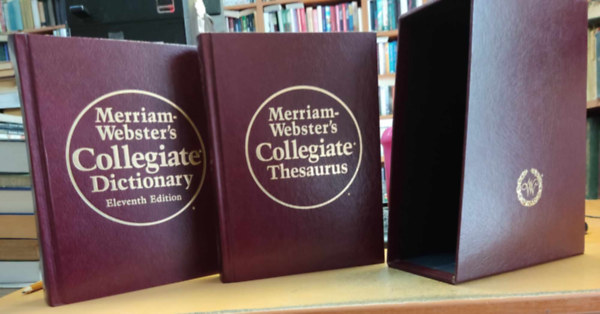 Merriam-
Webster's
Collegiate®
Dictionary
Eleventh Edition
Merriam-
Webster's
Collegiate®
Thesaurus